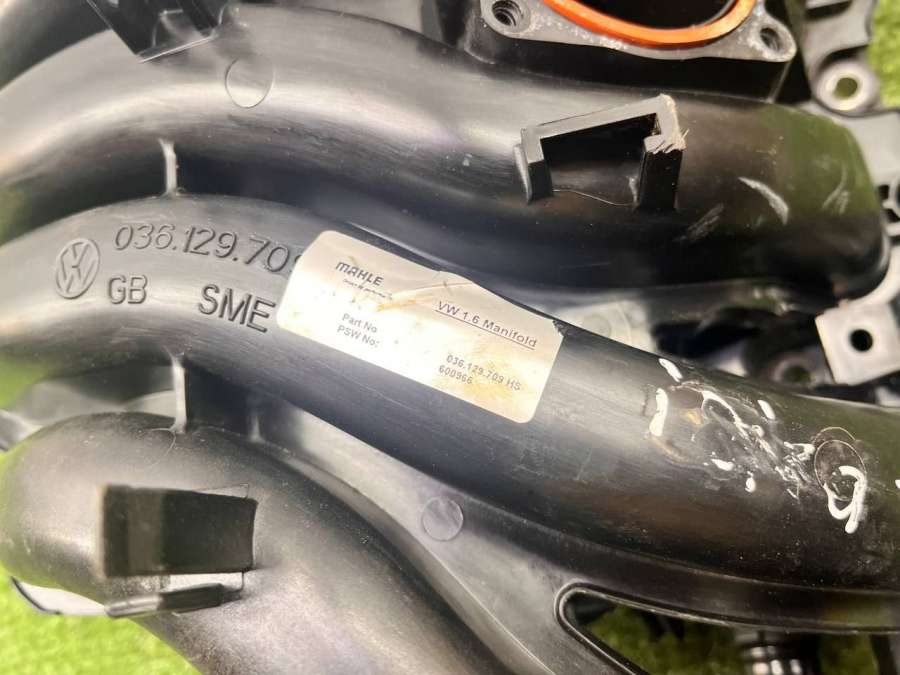 VW
036.129.70
GB SME
MAHLE
VW 1.6 Manifold
Part No
PSW No:
036.129.709 HS
600966